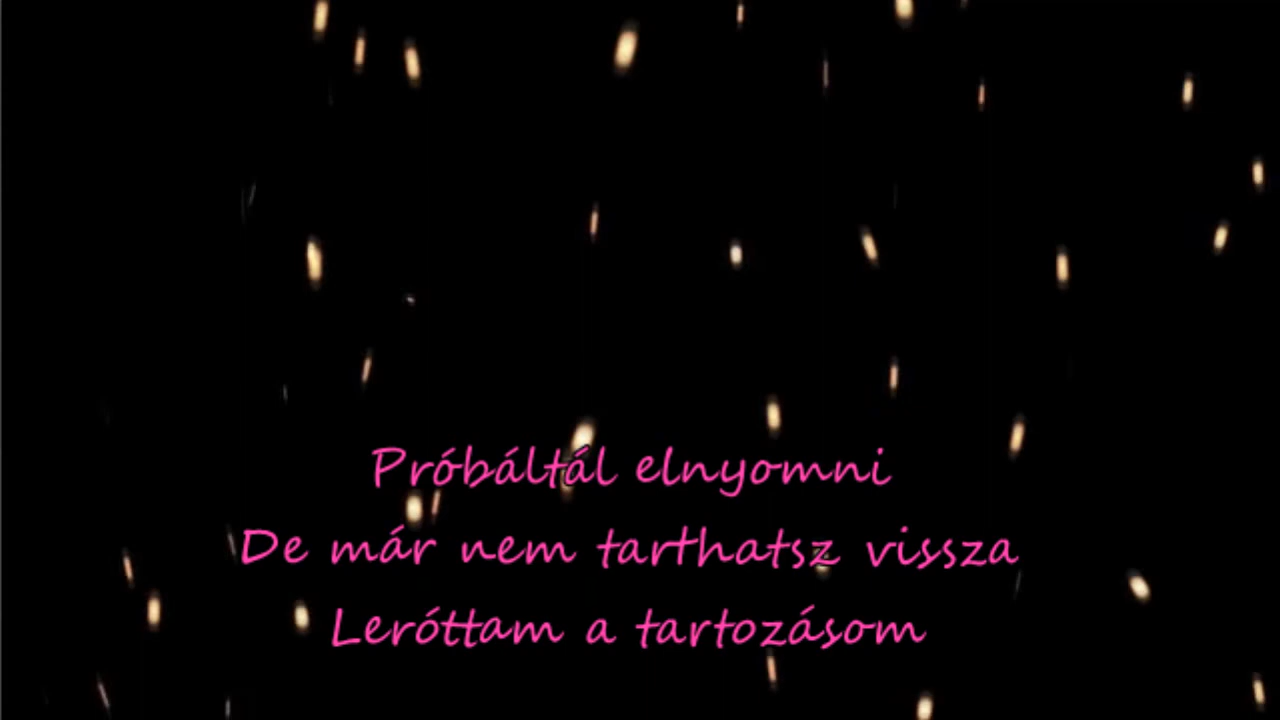 Próbáltál elnyomni
De már nem tarthatsz vissza
Leróttam a tartozásom